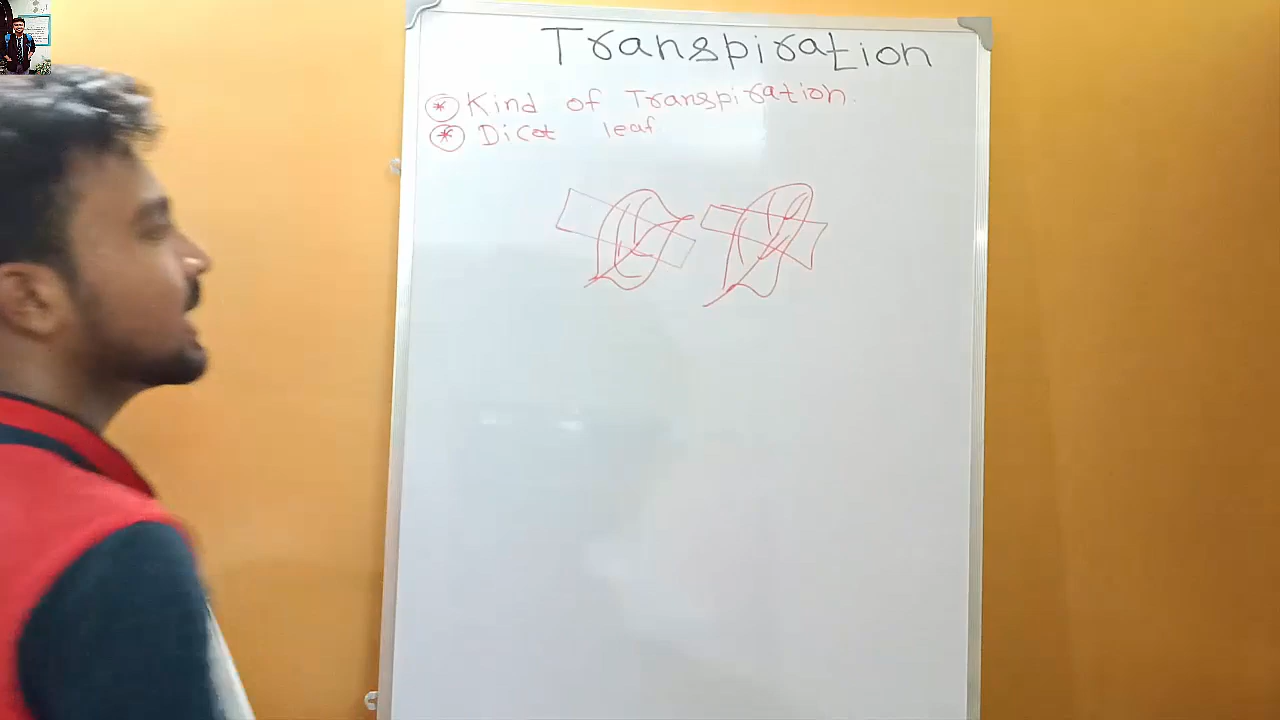 Transpiration
* Kind of Transpiration.
* Dicot leaf